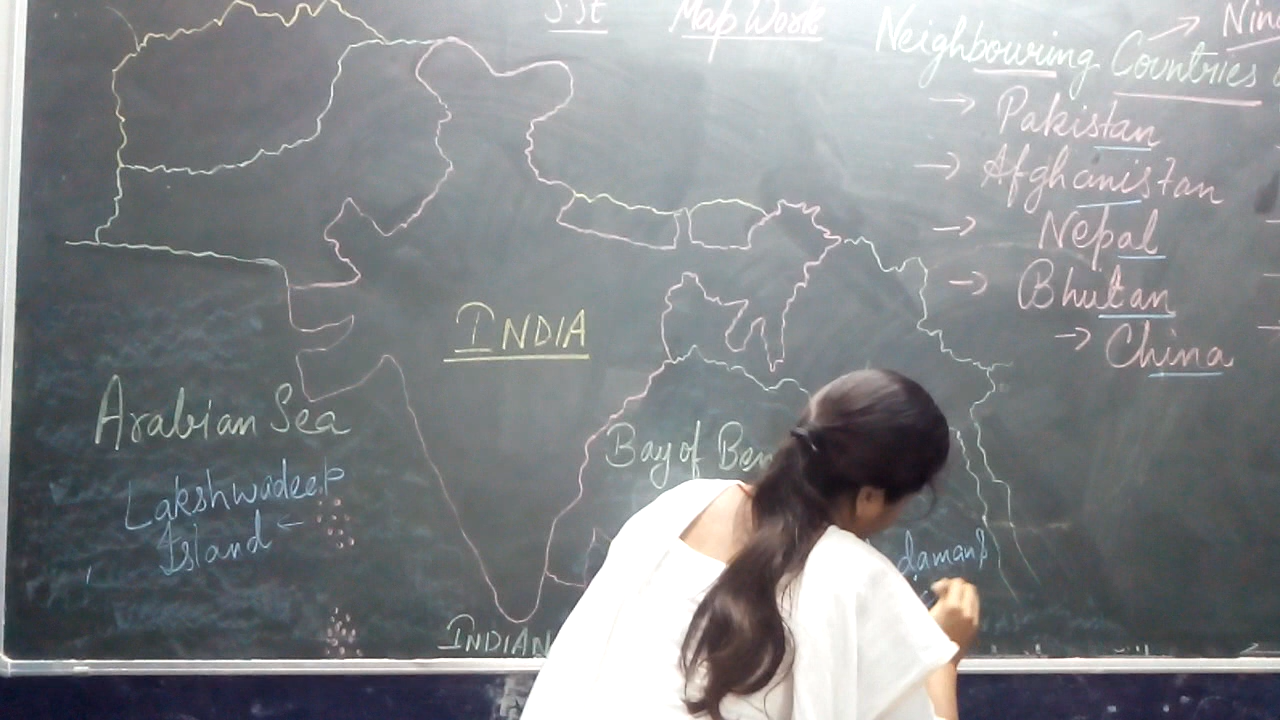 S.St Map Work
Neighbouring Countries →
→ Pakistan
→ Afghanistan
→ Nepal
→ Bhutan
→ China
INDIA
Arabian Sea
Lakshwadeep
Island ←
Bay of Ben
daman &
INDIAN